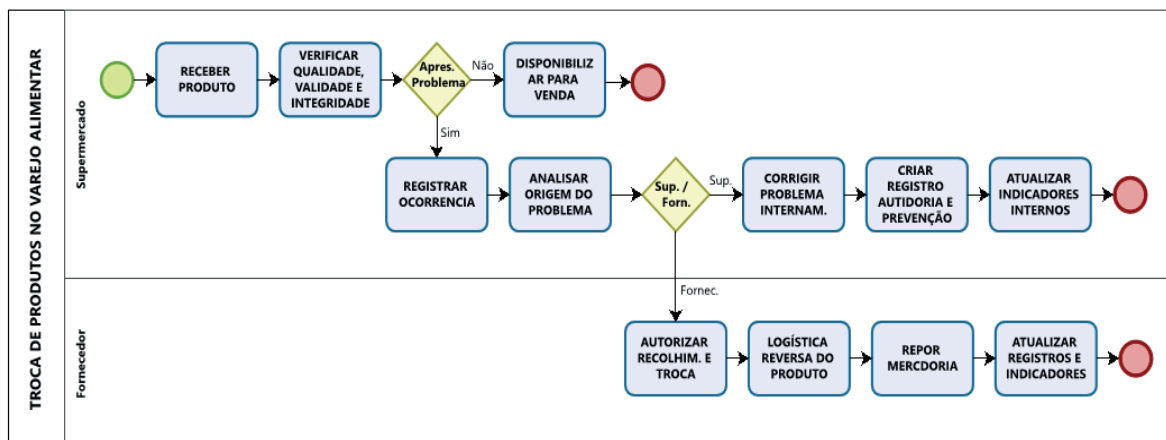 TROCA DE PRODUTOS NO VAREJO ALIMENTAR
Supermercado
RECEBER
PRODUTO
VERIFICAR
QUALIDADE,
VALIDADE E
INTEGRIDADE
Apres.
Problema
Não
DISPONIBILIZ
AR PARA
VENDA
Sim
REGISTRAR
OCORRENCIA
ANALISAR
ORIGEM DO
PROBLEMA
Sup. /
Forn.
Sup.
CORRIGIR
PROBLEMA
INTERNAM.
CRIAR
REGISTRO
AUTIDORIA E
PREVENÇÃO
ATUALIZAR
INDICADORES
INTERNOS
Fornecedor
Fornec.
AUTORIZAR
RECOLHIM. E
TROCA
LOGÍSTICA
REVERSA DO
PRODUTO
REPOR
MERCDORIA
ATUALIZAR
REGISTROS E
INDICADORES